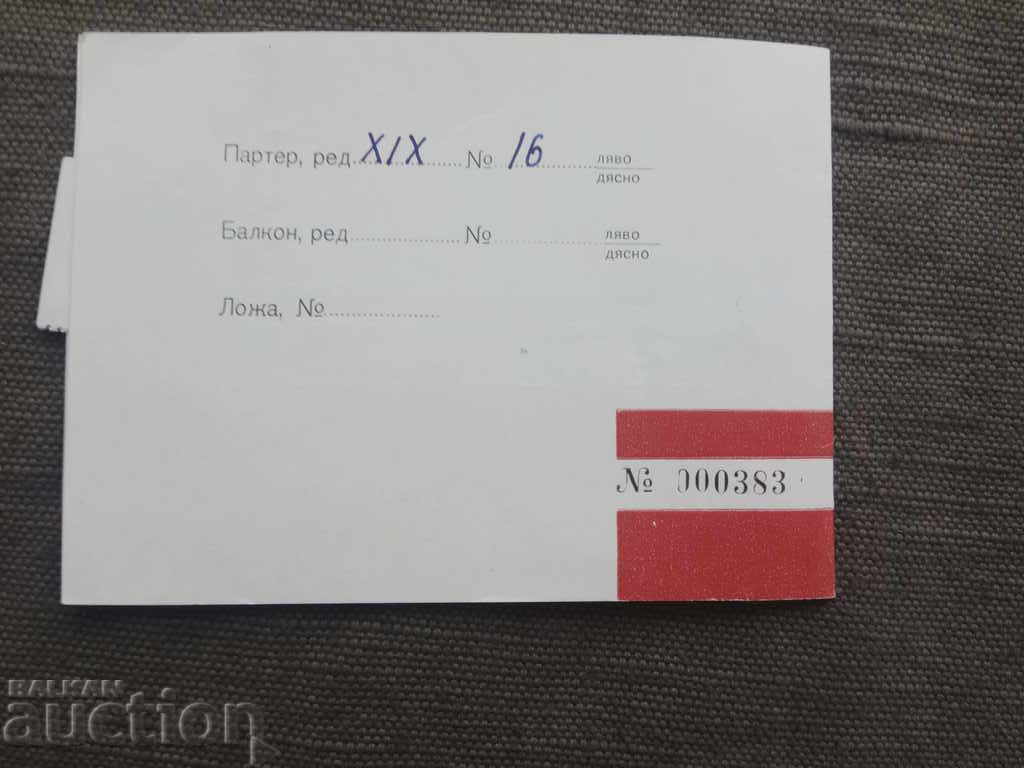 Партер, ред XIX № 16 ляво
дясно
Балкон, ред № ляво
дясно
Ложа, №
№ 000383
BALKAN
auction